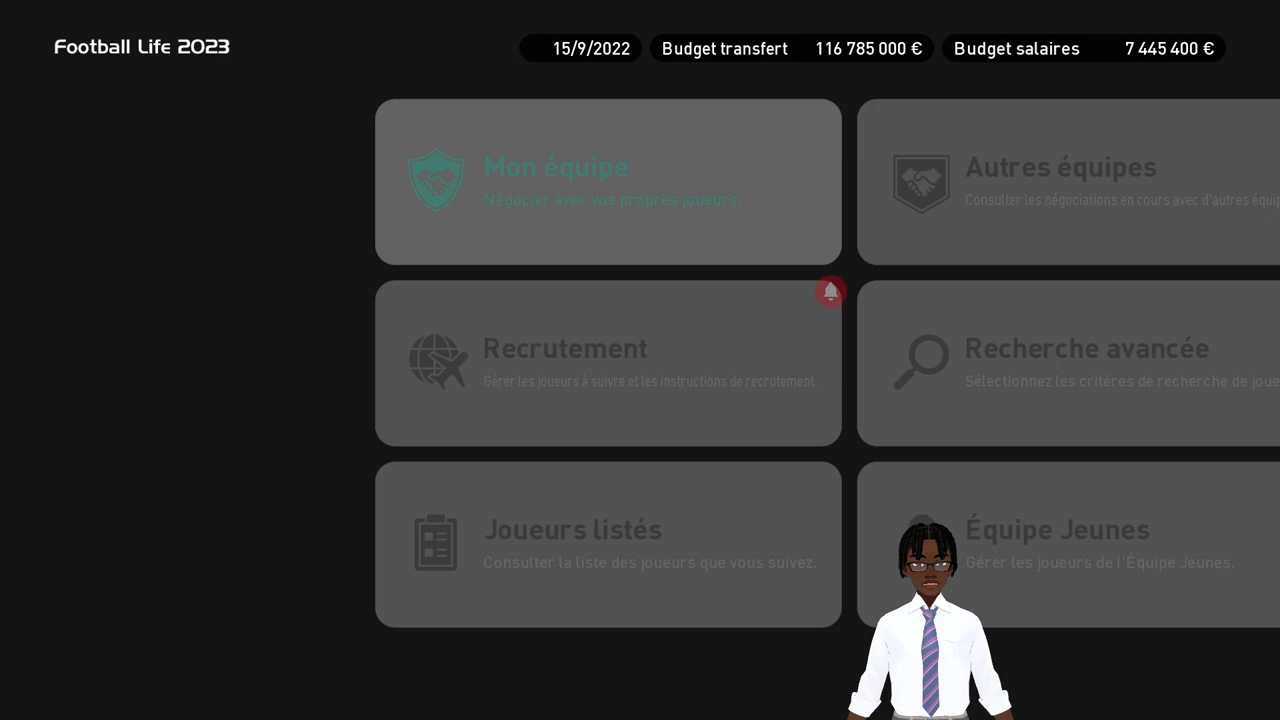 Football Life 2023
15/9/2022 Budget transfert 116 785 000 € Budget salaires 7 445 400 €
Mon équipe
Négocier avec vos propres joueurs.
Autres équipes
Consulter les négociations en cours avec d'autres
Recrutement
Gérer les joueurs à suivre et les instructions de recrutement.
Recherche avancée
Sélectionnez les critères de recherche de
Joueurs listés
Consulter la liste des joueurs que vous suivez.
Équipe Jeunes
Gérer les joueurs de l'Équipe Jeunes.